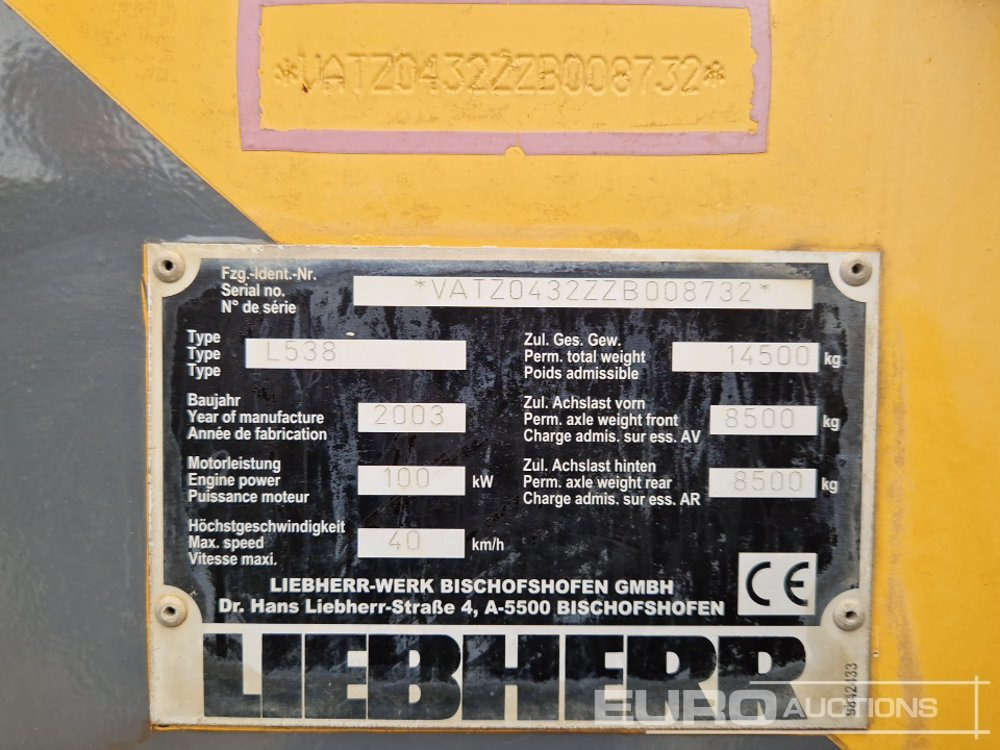 *VATZ0432ZZB008732*
Fzg.-Ident.-Nr.
Serial no.
N° de série
*VATZ0432ZZB008732*
Type
Type
Type
L538
Baujahr
Year of manufacture
Année de fabrication
2003
Motorleistung
Engine power
Puissance moteur
100 kW
Höchstgeschwindigkeit
Max. speed
Vitesse maxi.
40 km/h
Zul. Ges. Gew.
Perm. total weight
Poids admissible
14500 kg
Zul. Achslast vorn
Perm. axle weight front
Charge admis. sur ess. AV
8500 kg
Zul. Achslast hinten
Perm. axle weight rear
Charge admis. sur ess. AR
8500 kg
LIEBHERR-WERK BISCHOFSHOFEN GMBH
Dr. Hans Liebherr-Straße 4, A-5500 BISCHOFSHOFEN
CE
LIEBHERR
9812433
EURO AUCTIONS